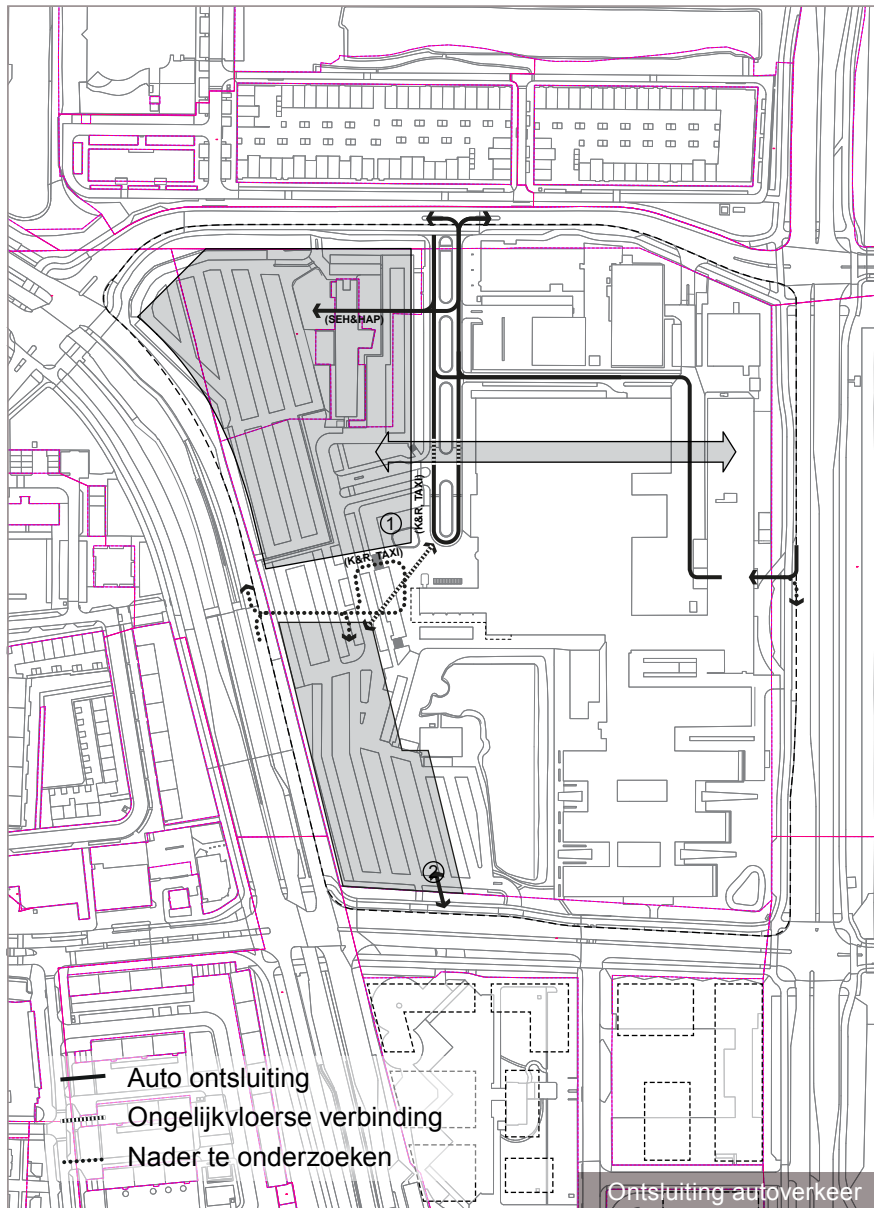 (SEH&HAP)
(K&R, TAXI)
1
(K&R, TAXI)
2
Auto ontsluiting
Ongelijkvloerse verbinding
Nader te onderzoeken
Ontsluiting autoverkeer